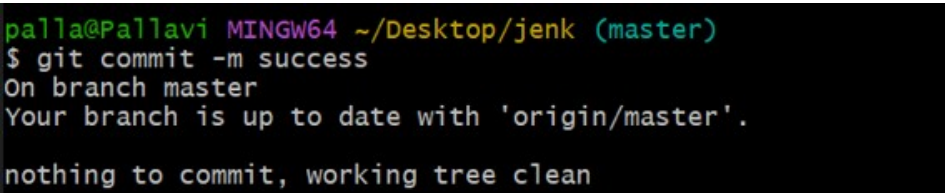 palla@Pallavi MINGW64 ~/Desktop/jenk (master)
$ git commit -m success
On branch master
Your branch is up to date with 'origin/master'.
nothing to commit, working tree clean